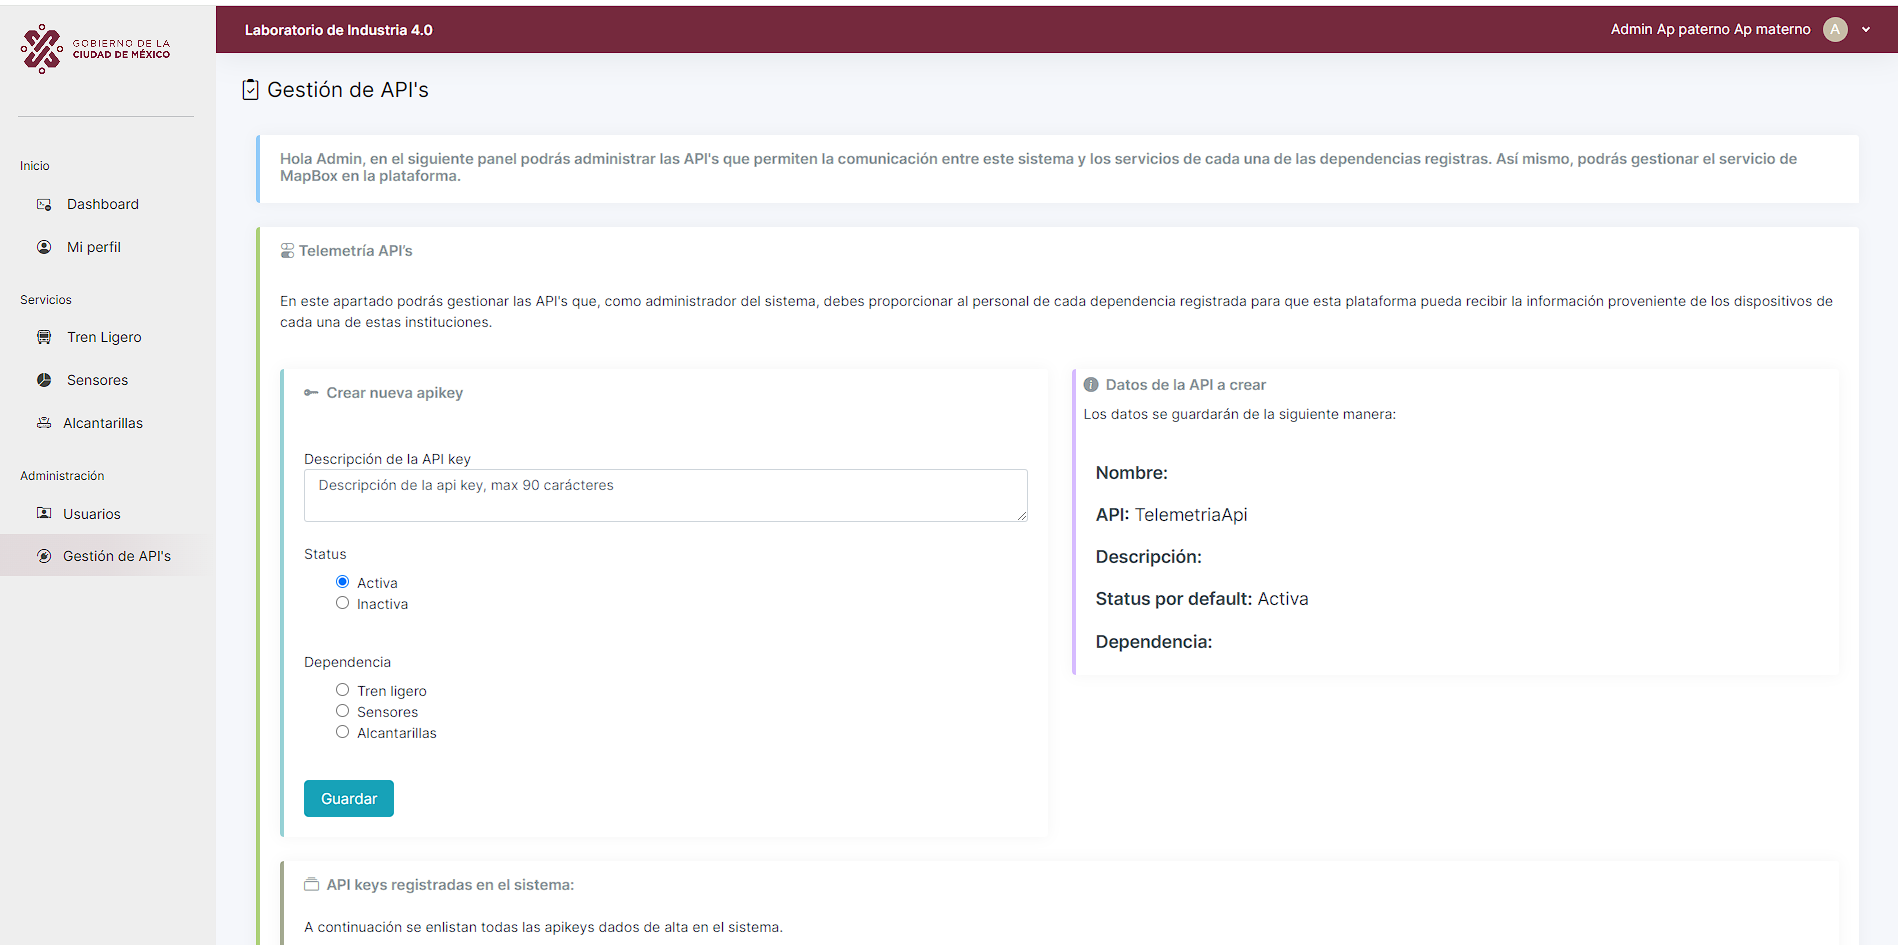 GOBIERNO DE LA
CIUDAD DE MÉXICO
Laboratorio de Industria 4.0
Admin Ap paterno Ap materno
A
Inicio
Dashboard
Mi perfil
Servicios
Tren Ligero
Sensores
Alcantarillas
Administración
Usuarios
Gestión de API's
Gestión de API's
Hola Admin, en el siguiente panel podrás administrar las API's que permiten la comunicación entre este sistema y los servicios de cada una de las dependencias registras. Así mismo, podrás gestionar el servicio de
MapBox en la plataforma.
Telemetría API's
En este apartado podrás gestionar las API's que, como administrador del sistema, debes proporcionar al personal de cada dependencia registrada para que esta plataforma pueda recibir la información proveniente de los dispositivos de
cada una de estas instituciones.
Crear nueva apikey
Descripción de la API key
Descripción de la api key, max 90 carácteres
Status
Activa
Inactiva
Dependencia
Tren ligero
Sensores
Alcantarillas
Guardar
Datos de la API a crear
Los datos se guardarán de la siguiente manera:
Nombre:
API: TelemetriaApi
Descripción:
Status por default: Activa
Dependencia:
API keys registradas en el sistema:
A continuación se enlistan todas las apikeys dados de alta en el sistema.